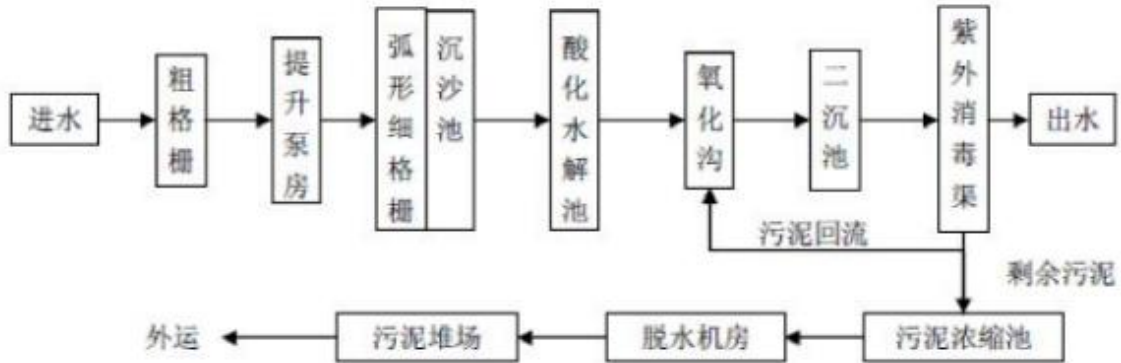 进水
粗格栅
提升泵房
弧形细格栅
沉沙池
酸化水解池
氧化沟
二沉池
紫外消毒渠
出水
污泥回流
剩余污泥
外运
污泥堆场
脱水机房
污泥浓缩池